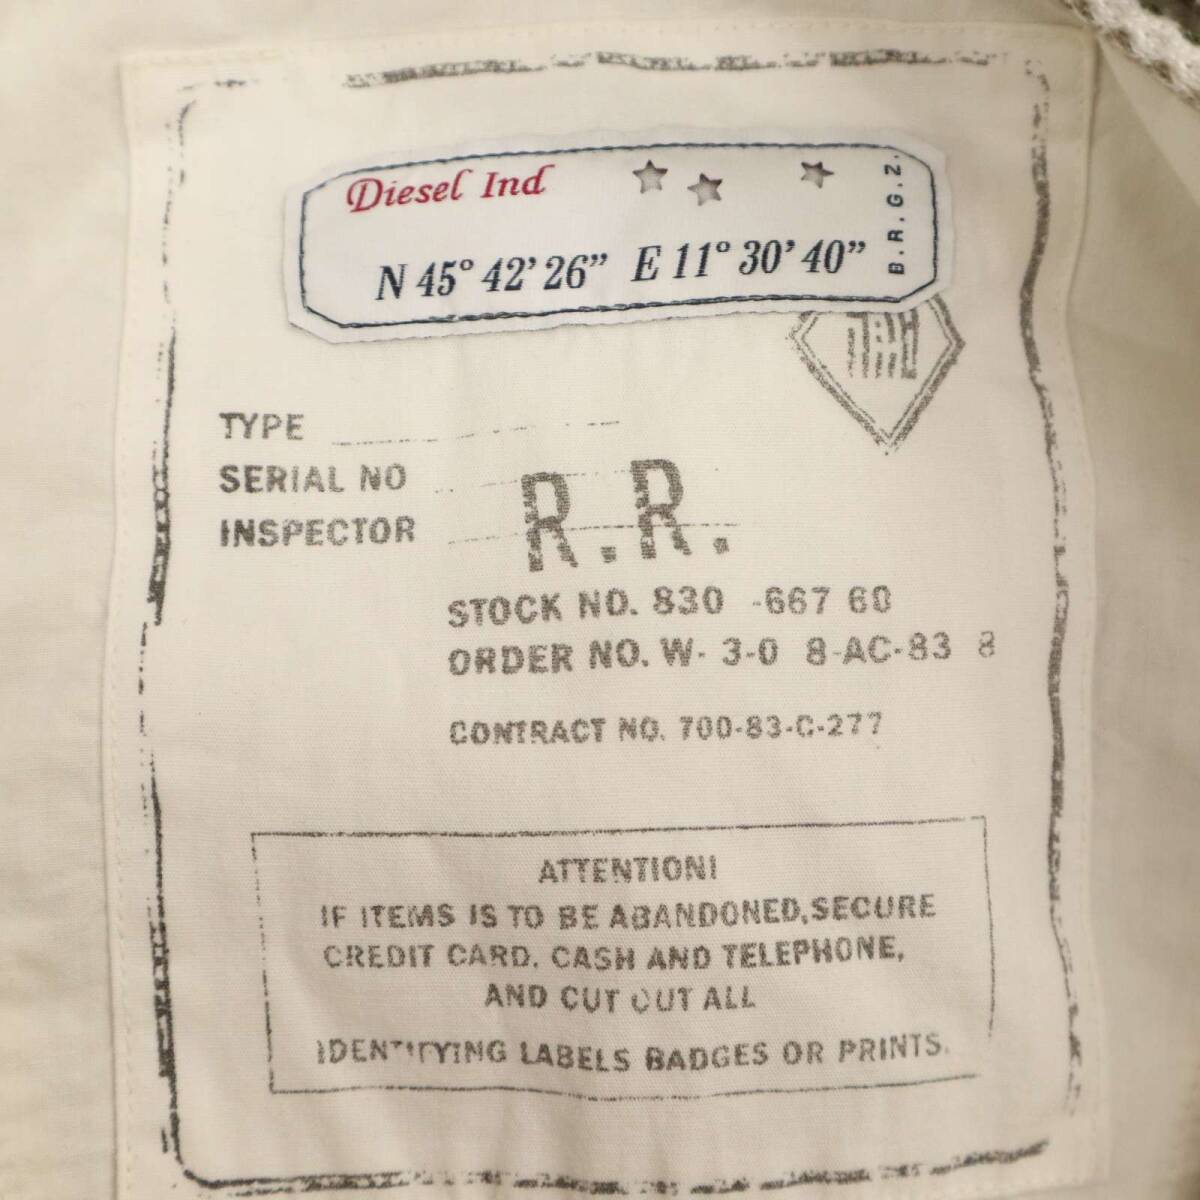 Diesel Ind
N 45° 42' 26” E 11° 30' 40”
B.R.G.Z.
TYPE
SERIAL NO
INSPECTOR
R.R.
STOCK NO. 830 -667 60
ORDER NO. W- 3-0 8-AC-83 8
CONTRACT NO. 700-83-C-277
ATTENTION!
IF ITEMS IS TO BE ABANDONED, SECURE
CREDIT CARD. CASH AND TELEPHONE,
AND CUT OUT ALL
IDENTIFYING LABELS BADGES OR PRINTS.